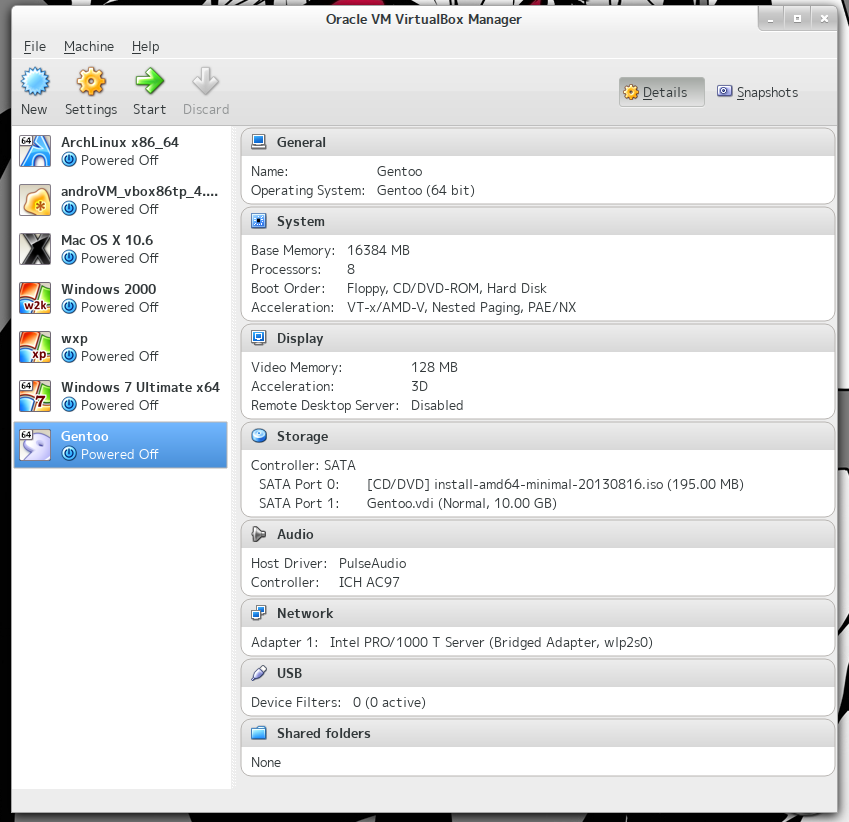 Oracle VM VirtualBox Manager
File Machine Help
New Settings Start Discard Details Snapshots
64 ArchLinux x86_64
Powered Off
androVM_vbox86tp_4....
Powered Off
Mac OS X 10.6
Powered Off
Windows 2000
w2k Powered Off
wxp
xp Powered Off
64 Windows 7 Ultimate x64
7 Powered Off
64 Gentoo
Powered Off
General
Name: Gentoo
Operating System: Gentoo (64 bit)
System
Base Memory: 16384 MB
Processors: 8
Boot Order: Floppy, CD/DVD-ROM, Hard Disk
Acceleration: VT-x/AMD-V, Nested Paging, PAE/NX
Display
Video Memory: 128 MB
Acceleration: 3D
Remote Desktop Server: Disabled
Storage
Controller: SATA
SATA Port 0: [CD/DVD] install-amd64-minimal-20130816.iso (195.00 MB)
SATA Port 1: Gentoo.vdi (Normal, 10.00 GB)
Audio
Host Driver: PulseAudio
Controller: ICH AC97
Network
Adapter 1: Intel PRO/1000 T Server (Bridged Adapter, wlp2s0)
USB
Device Filters: 0 (0 active)
Shared folders
None